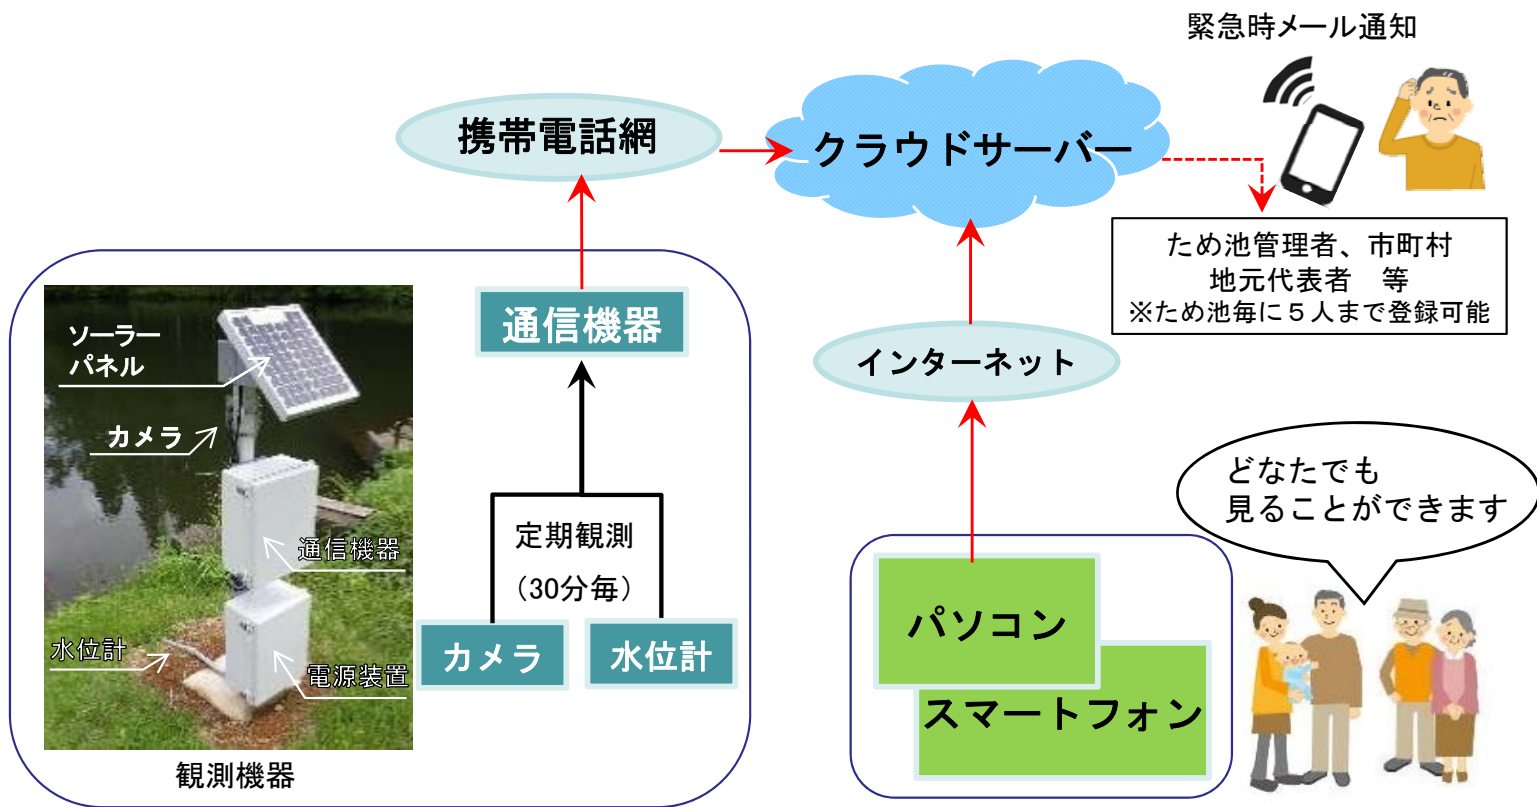 緊急時メール通知
携帯電話網
クラウドサーバー
ため池管理者、市町村
地元代表者　等
※ため池毎に５人まで登録可能
通信機器
ソーラー
パネル
カメラ
通信機器
水位計
電源装置
観測機器
定期観測
（30分毎）
カメラ
水位計
インターネット
パソコン
スマートフォン
どなたでも
見ることができます